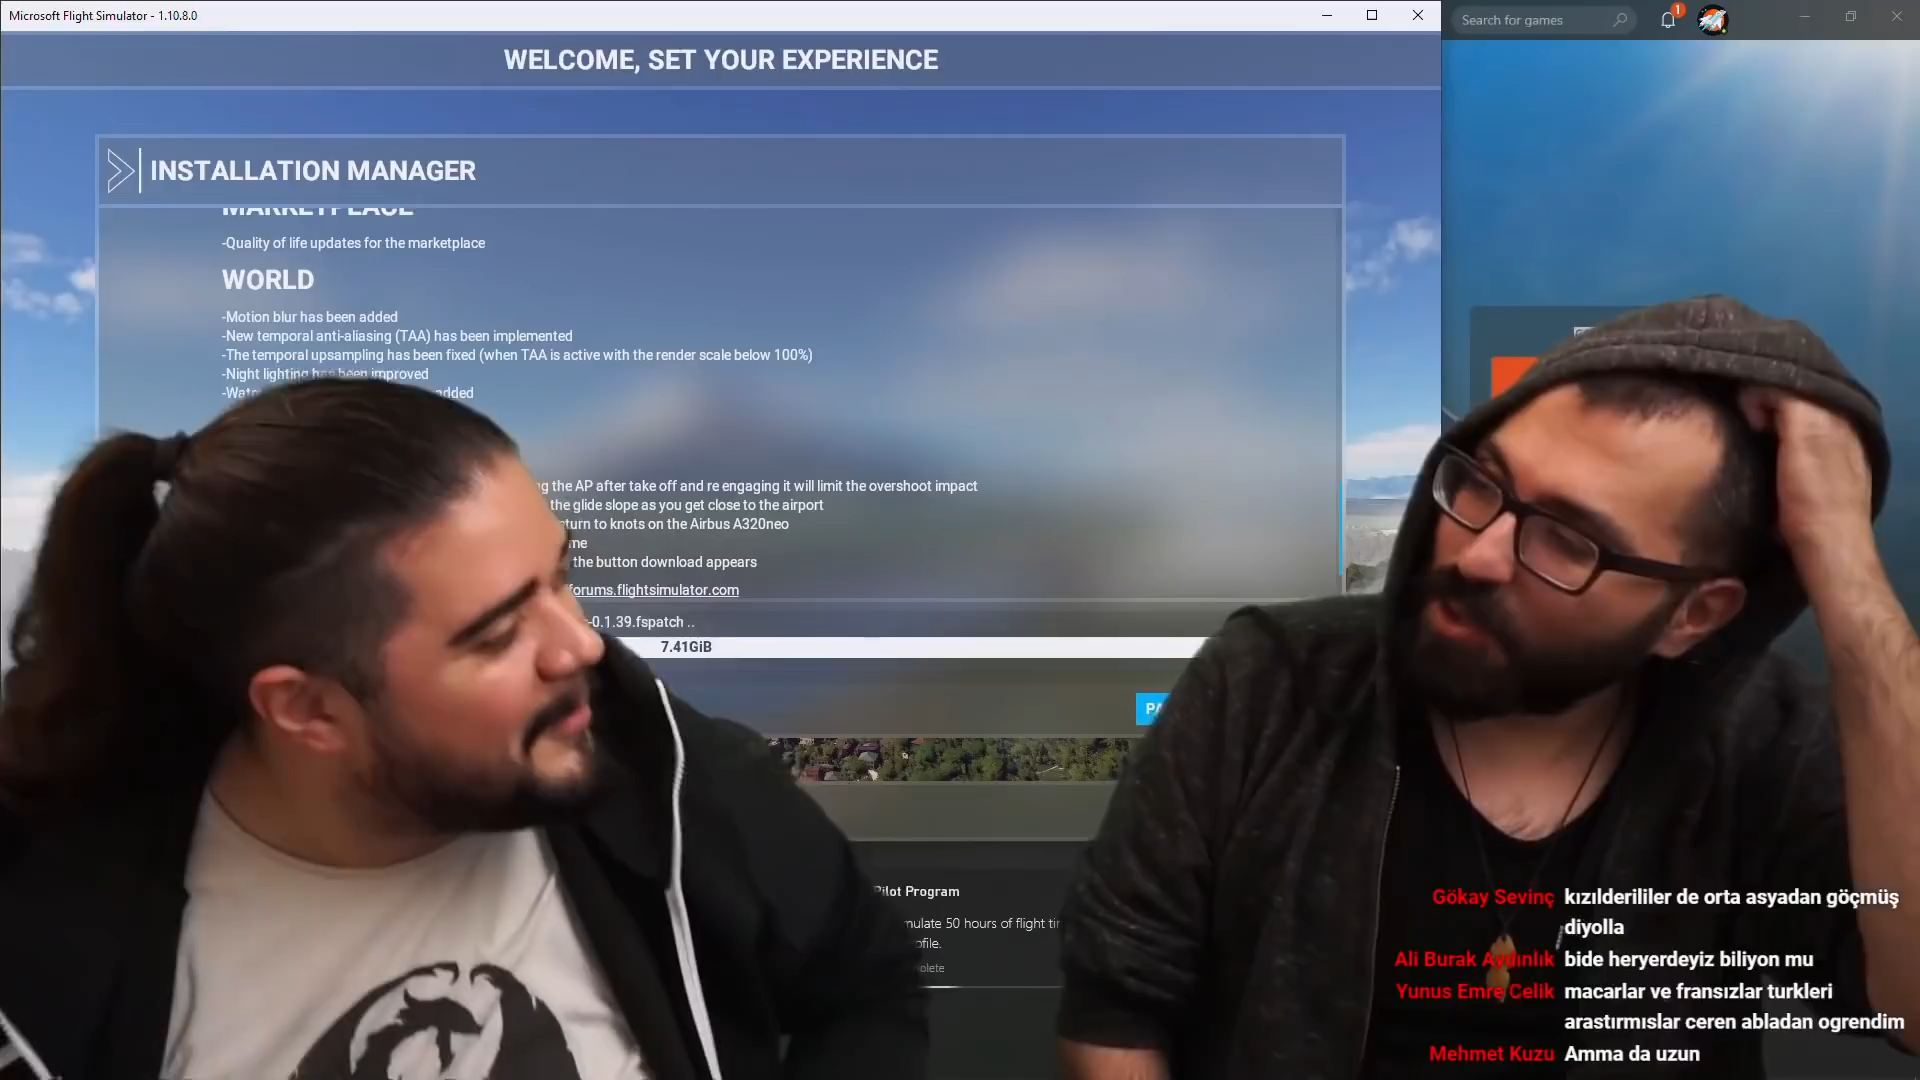 Microsoft Flight Simulator - 1.10.8.0
Search for games
1
WELCOME, SET YOUR EXPERIENCE
INSTALLATION MANAGER
MARKETPLACE
-Quality of life updates for the marketplace
WORLD
-Motion blur has been added
-New temporal anti-aliasing (TAA) has been implemented
-The temporal upsampling has been fixed (when TAA is active with the render scale below 100%)
-Night lighting has been improved
added
the AP after take off and re engaging it will limit the overshoot impact
the glide slope as you get close to the airport
to knots on the Airbus A320neo
the button download appears
forums.flightsimulator.com
-0.1.39.fspatch ..
7.41GiB
Pilot Program
50 hours of flight
Gökay Sevinç kızılderililer de orta asyadan göçmüş
diyolla
Ali Burak Aydınlık bide heryerdeyiz biliyon mu
Yunus Emre Celik macarlar ve fransızlar turkleri
arastırmıslar ceren abladan ogrendim
Mehmet Kuzu Amma da uzun